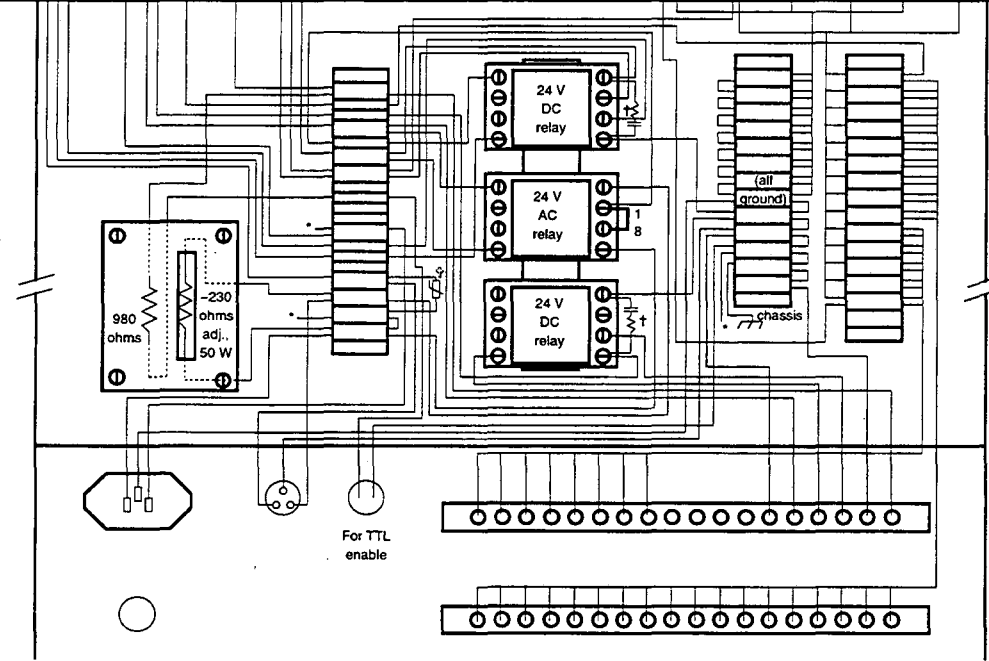 24 V
DC
relay
†
24 V
AC
relay
1
8
24 V
DC
relay
†
(all
ground)
chassis
980
ohms
~230
ohms
adj.,
50 W
*
*
*
For TTL
enable